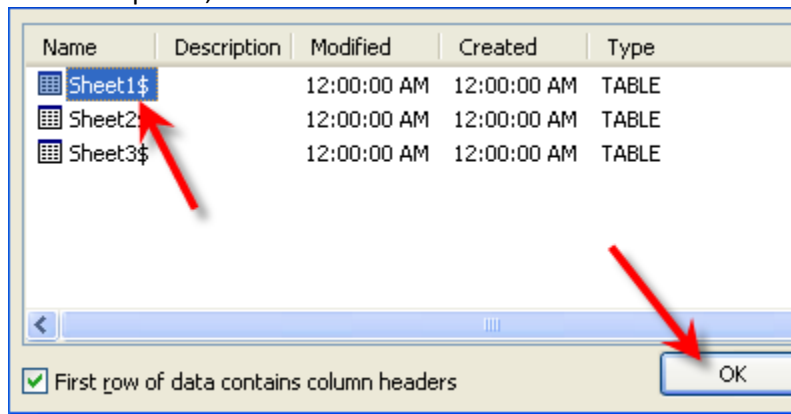 Name Description Modified Created Type
Sheet1$ 12:00:00 AM 12:00:00 AM TABLE
Sheet2$ 12:00:00 AM 12:00:00 AM TABLE
Sheet3$ 12:00:00 AM 12:00:00 AM TABLE
First row of data contains column headers OK